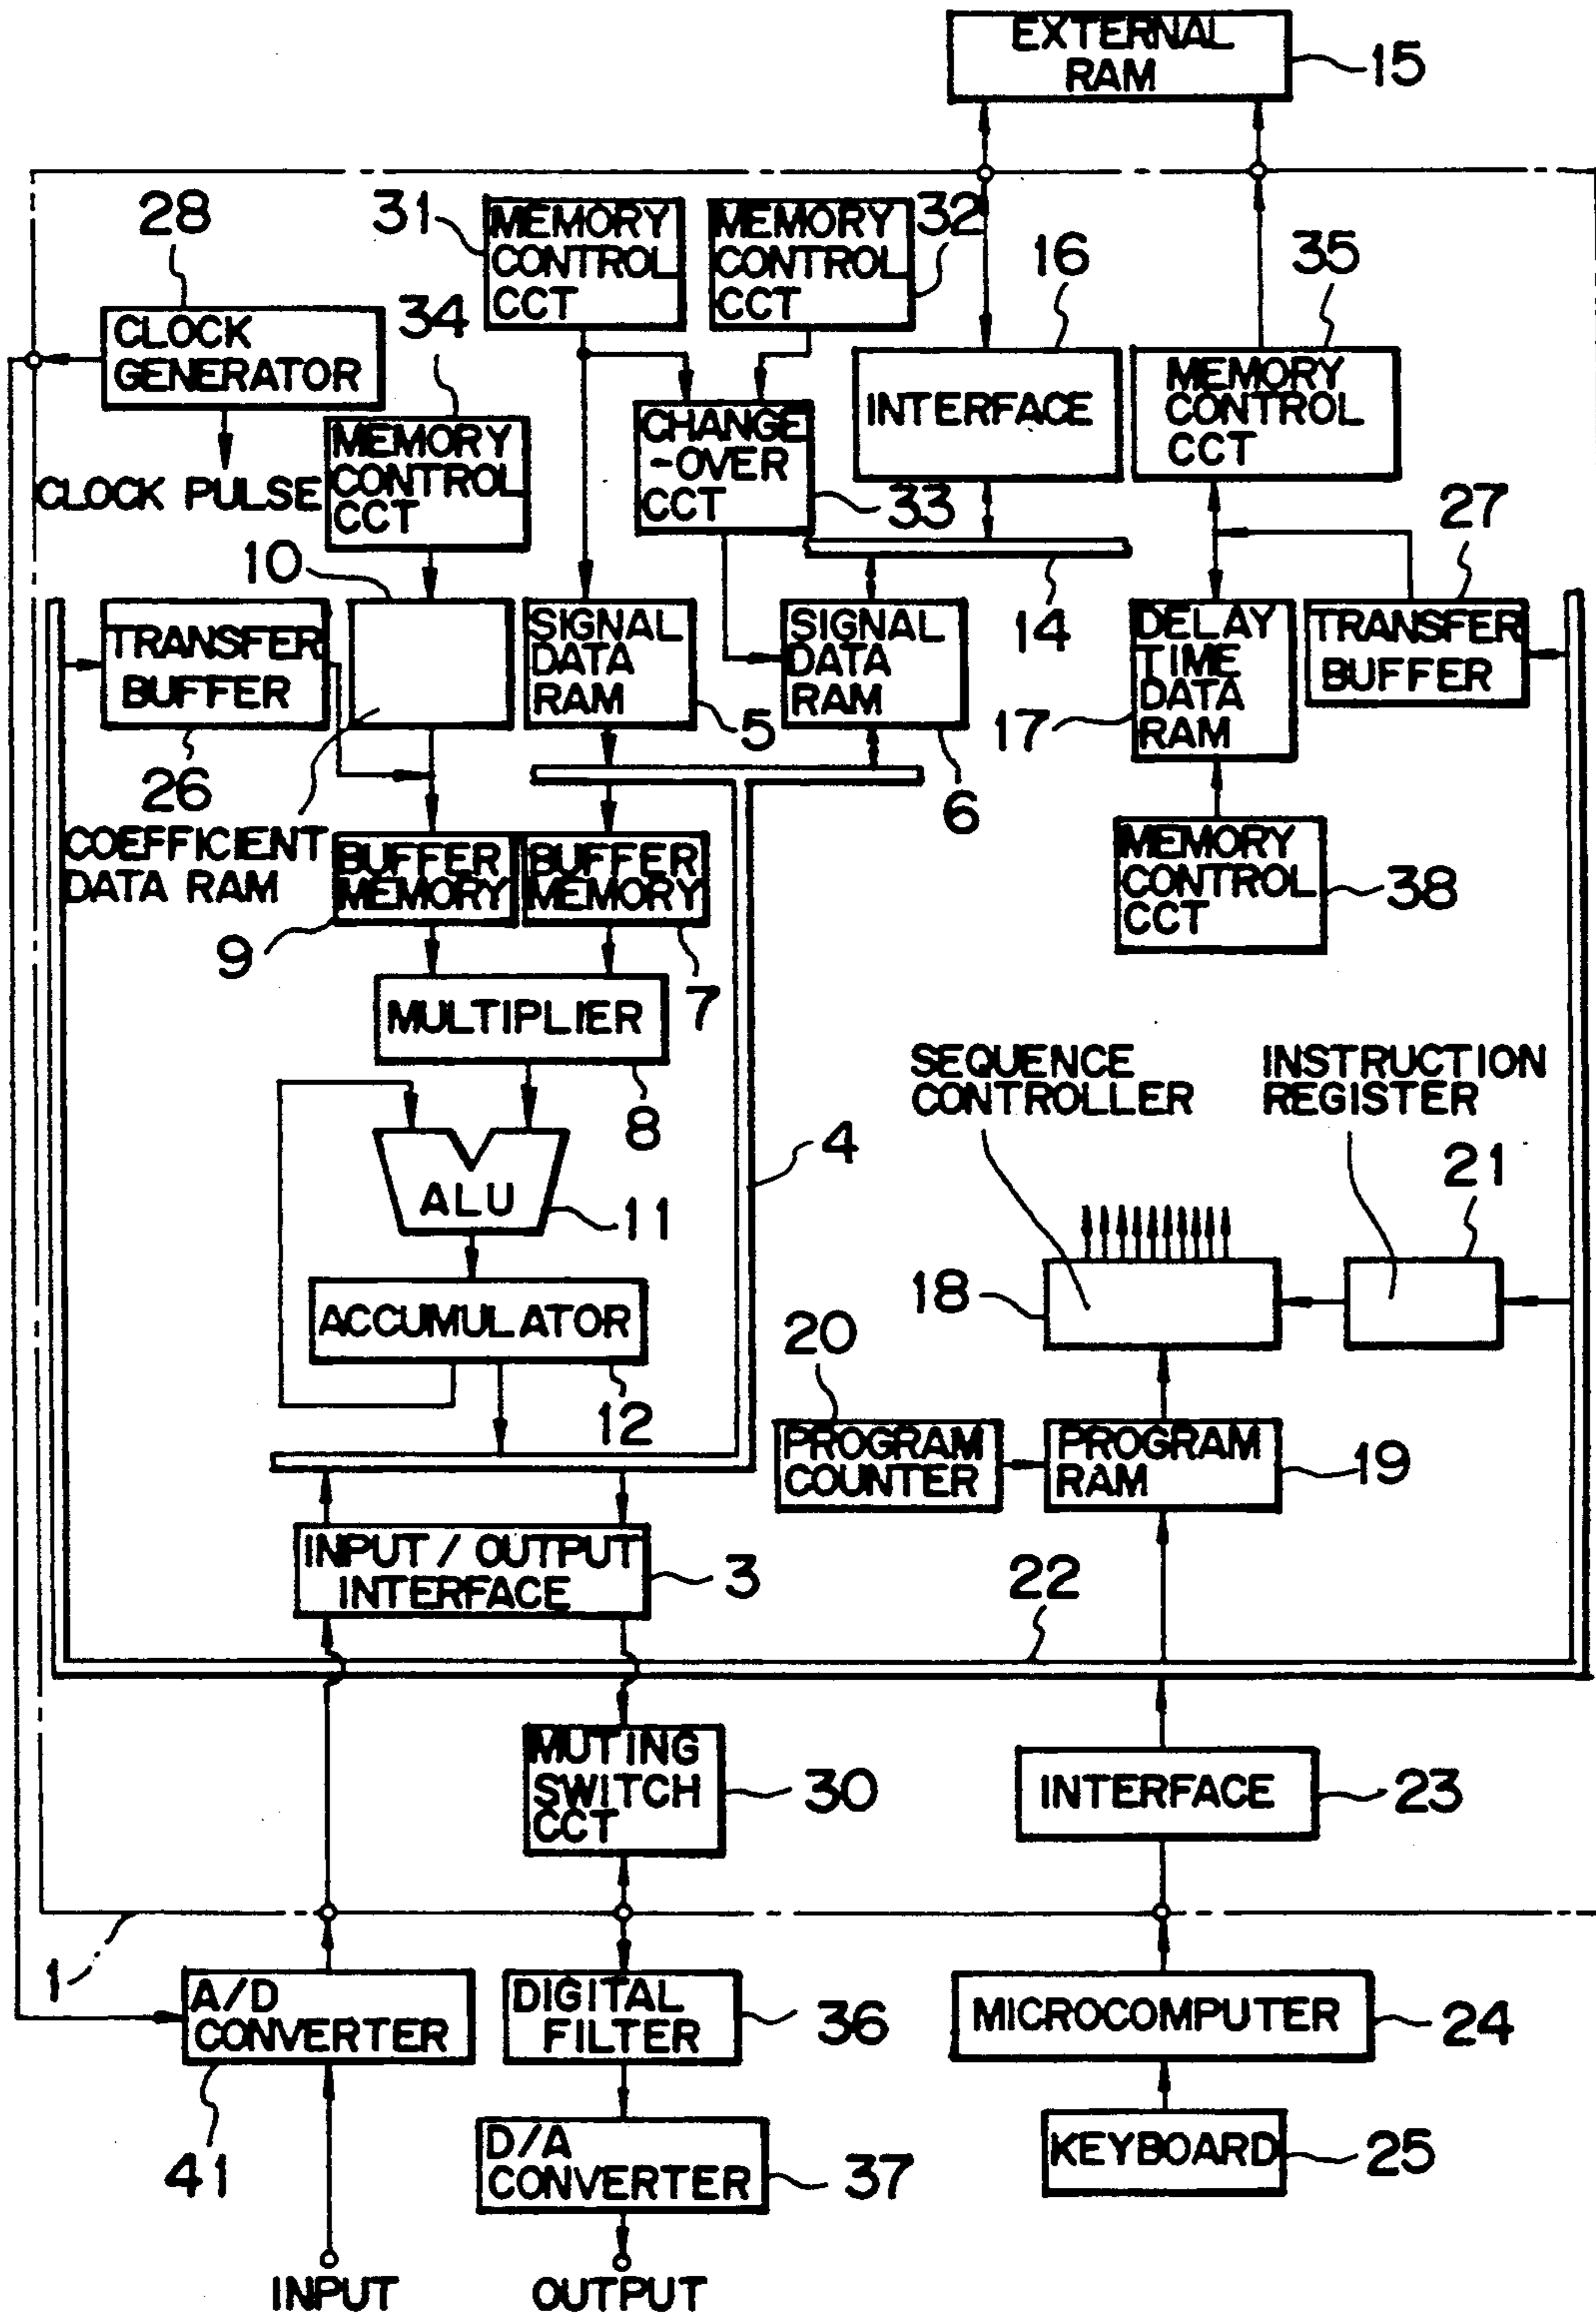 EXTERNAL
RAM
15
28
31
MEMORY
CONTROL
CCT
MEMORY
CONTROL
CCT
32
16
35
CLOCK
GENERATOR
34
CLOCK PULSE
MEMORY
CONTROL
CCT
CHANGE
-OVER
CCT
33
INTERFACE
MEMORY
CONTROL
CCT
27
10
14
TRANSFER
BUFFER
26
SIGNAL
DATA
RAM
5
SIGNAL
DATA
RAM
6
DELAY
TIME
DATA
RAM
17
TRANSFER
BUFFER
COEFFICIENT
DATA RAM
BUFFER
MEMORY
9
BUFFER
MEMORY
7
MEMORY
CONTROL
CCT
38
MULTIPLIER
8
4
SEQUENCE
CONTROLLER
INSTRUCTION
REGISTER
21
ALU
11
18
ACCUMULATOR
12
20
PROGRAM
COUNTER
PROGRAM
RAM
19
INPUT / OUTPUT
INTERFACE
3
22
MUTING
SWITCH
CCT
30
INTERFACE
23
1
A/D
CONVERTER
41
DIGITAL
FILTER
36
MICROCOMPUTER
24
D/A
CONVERTER
37
KEYBOARD
25
INPUT
OUTPUT